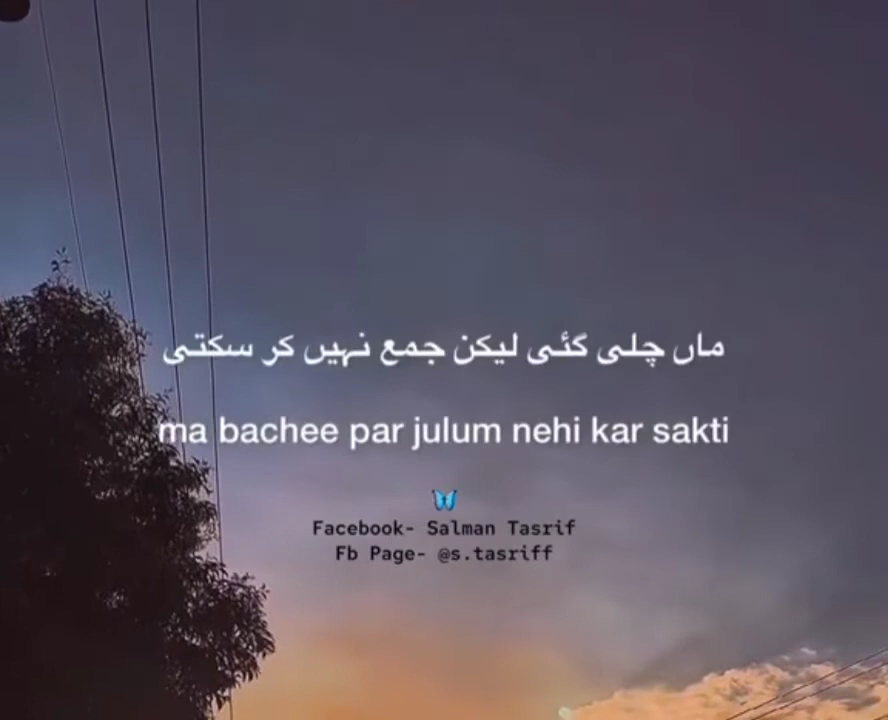 ماں چلی گئی لیکن جمع نہیں کر سکتی
ma bachee par julum nehi kar sakti
Facebook- Salman Tasrif
Fb Page- @s.tasriff